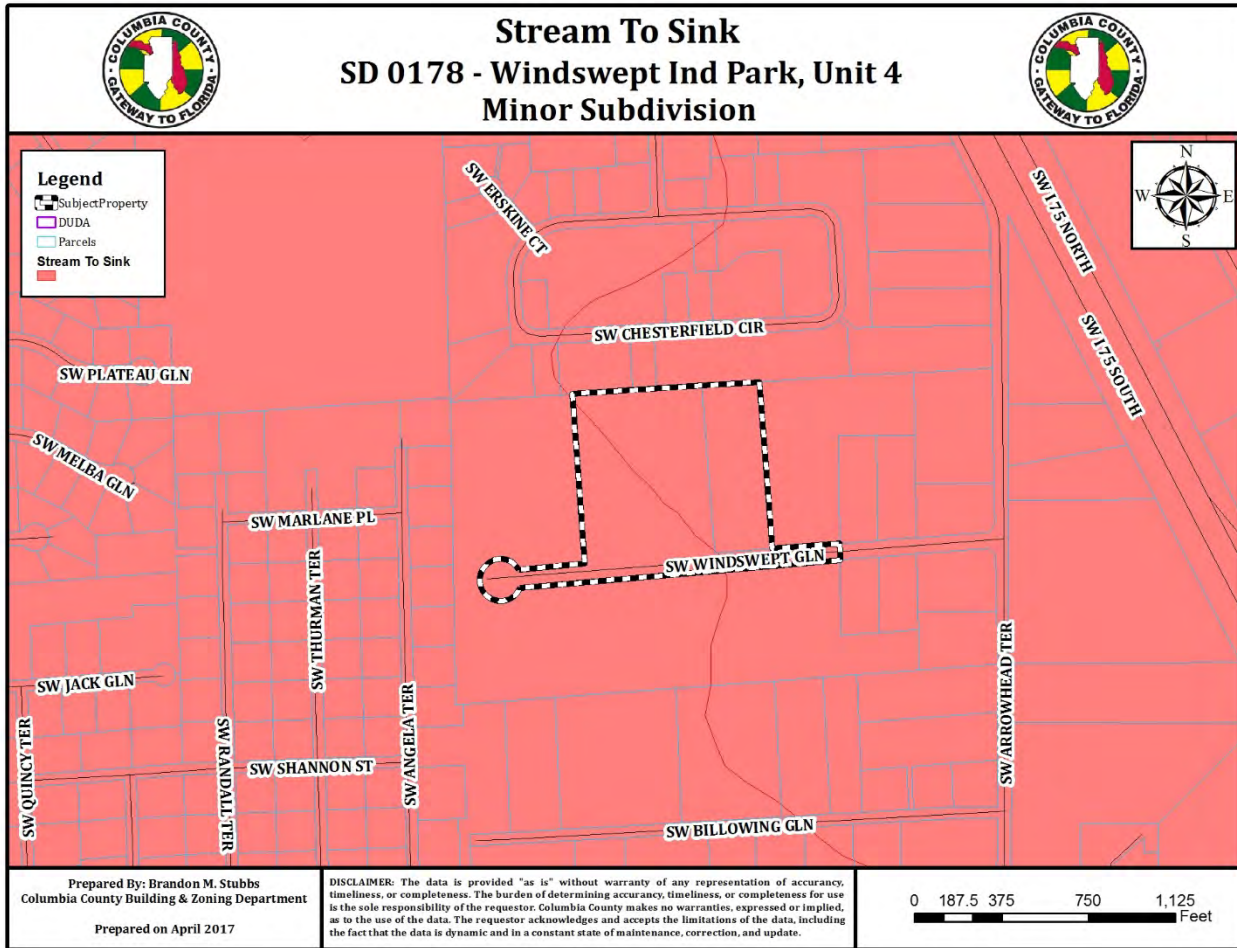 COLUMBIA COUNTY
GATEWAY TO FLORIDA
Stream To Sink
SD 0178 - Windswept Ind Park, Unit 4
Minor Subdivision
COLUMBIA COUNTY
GATEWAY TO FLORIDA
Legend
SubjectProperty
DUDA
Parcels
Stream To Sink
N
W
E
S
SW ERSKINE CT
SW I 75 NORTH
SW I 75 SOUTH
SW CHESTERFIELD CIR
SW PLATEAU GLN
SW MELBA GLN
SW MARLANE PL
SW THURMAN TER
SW WINDSWEPT GLN
SW JACK GLN
SW QUINCY TER
SW RANDALL TER
SW ANGELA TER
SW ARROWHEAD TER
SW SHANNON ST
SW BILLOWING GLN
Prepared By: Brandon M. Stubbs
Columbia County Building & Zoning Department
Prepared on April 2017
DISCLAIMER: The data is provided "as is" without warranty of any representation of accuracy,
timeliness, or completeness. The burden of determining accuracy, timeliness, or completeness for use
is the sole responsibility of the requestor. Columbia County makes no warranties, expressed or implied,
as to the use of the data. The requestor acknowledges and accepts the limitations of the data, including
the fact that the data is dynamic and in a constant state of maintenance, correction, and update.
0 187.5 375 750 1,125
Feet